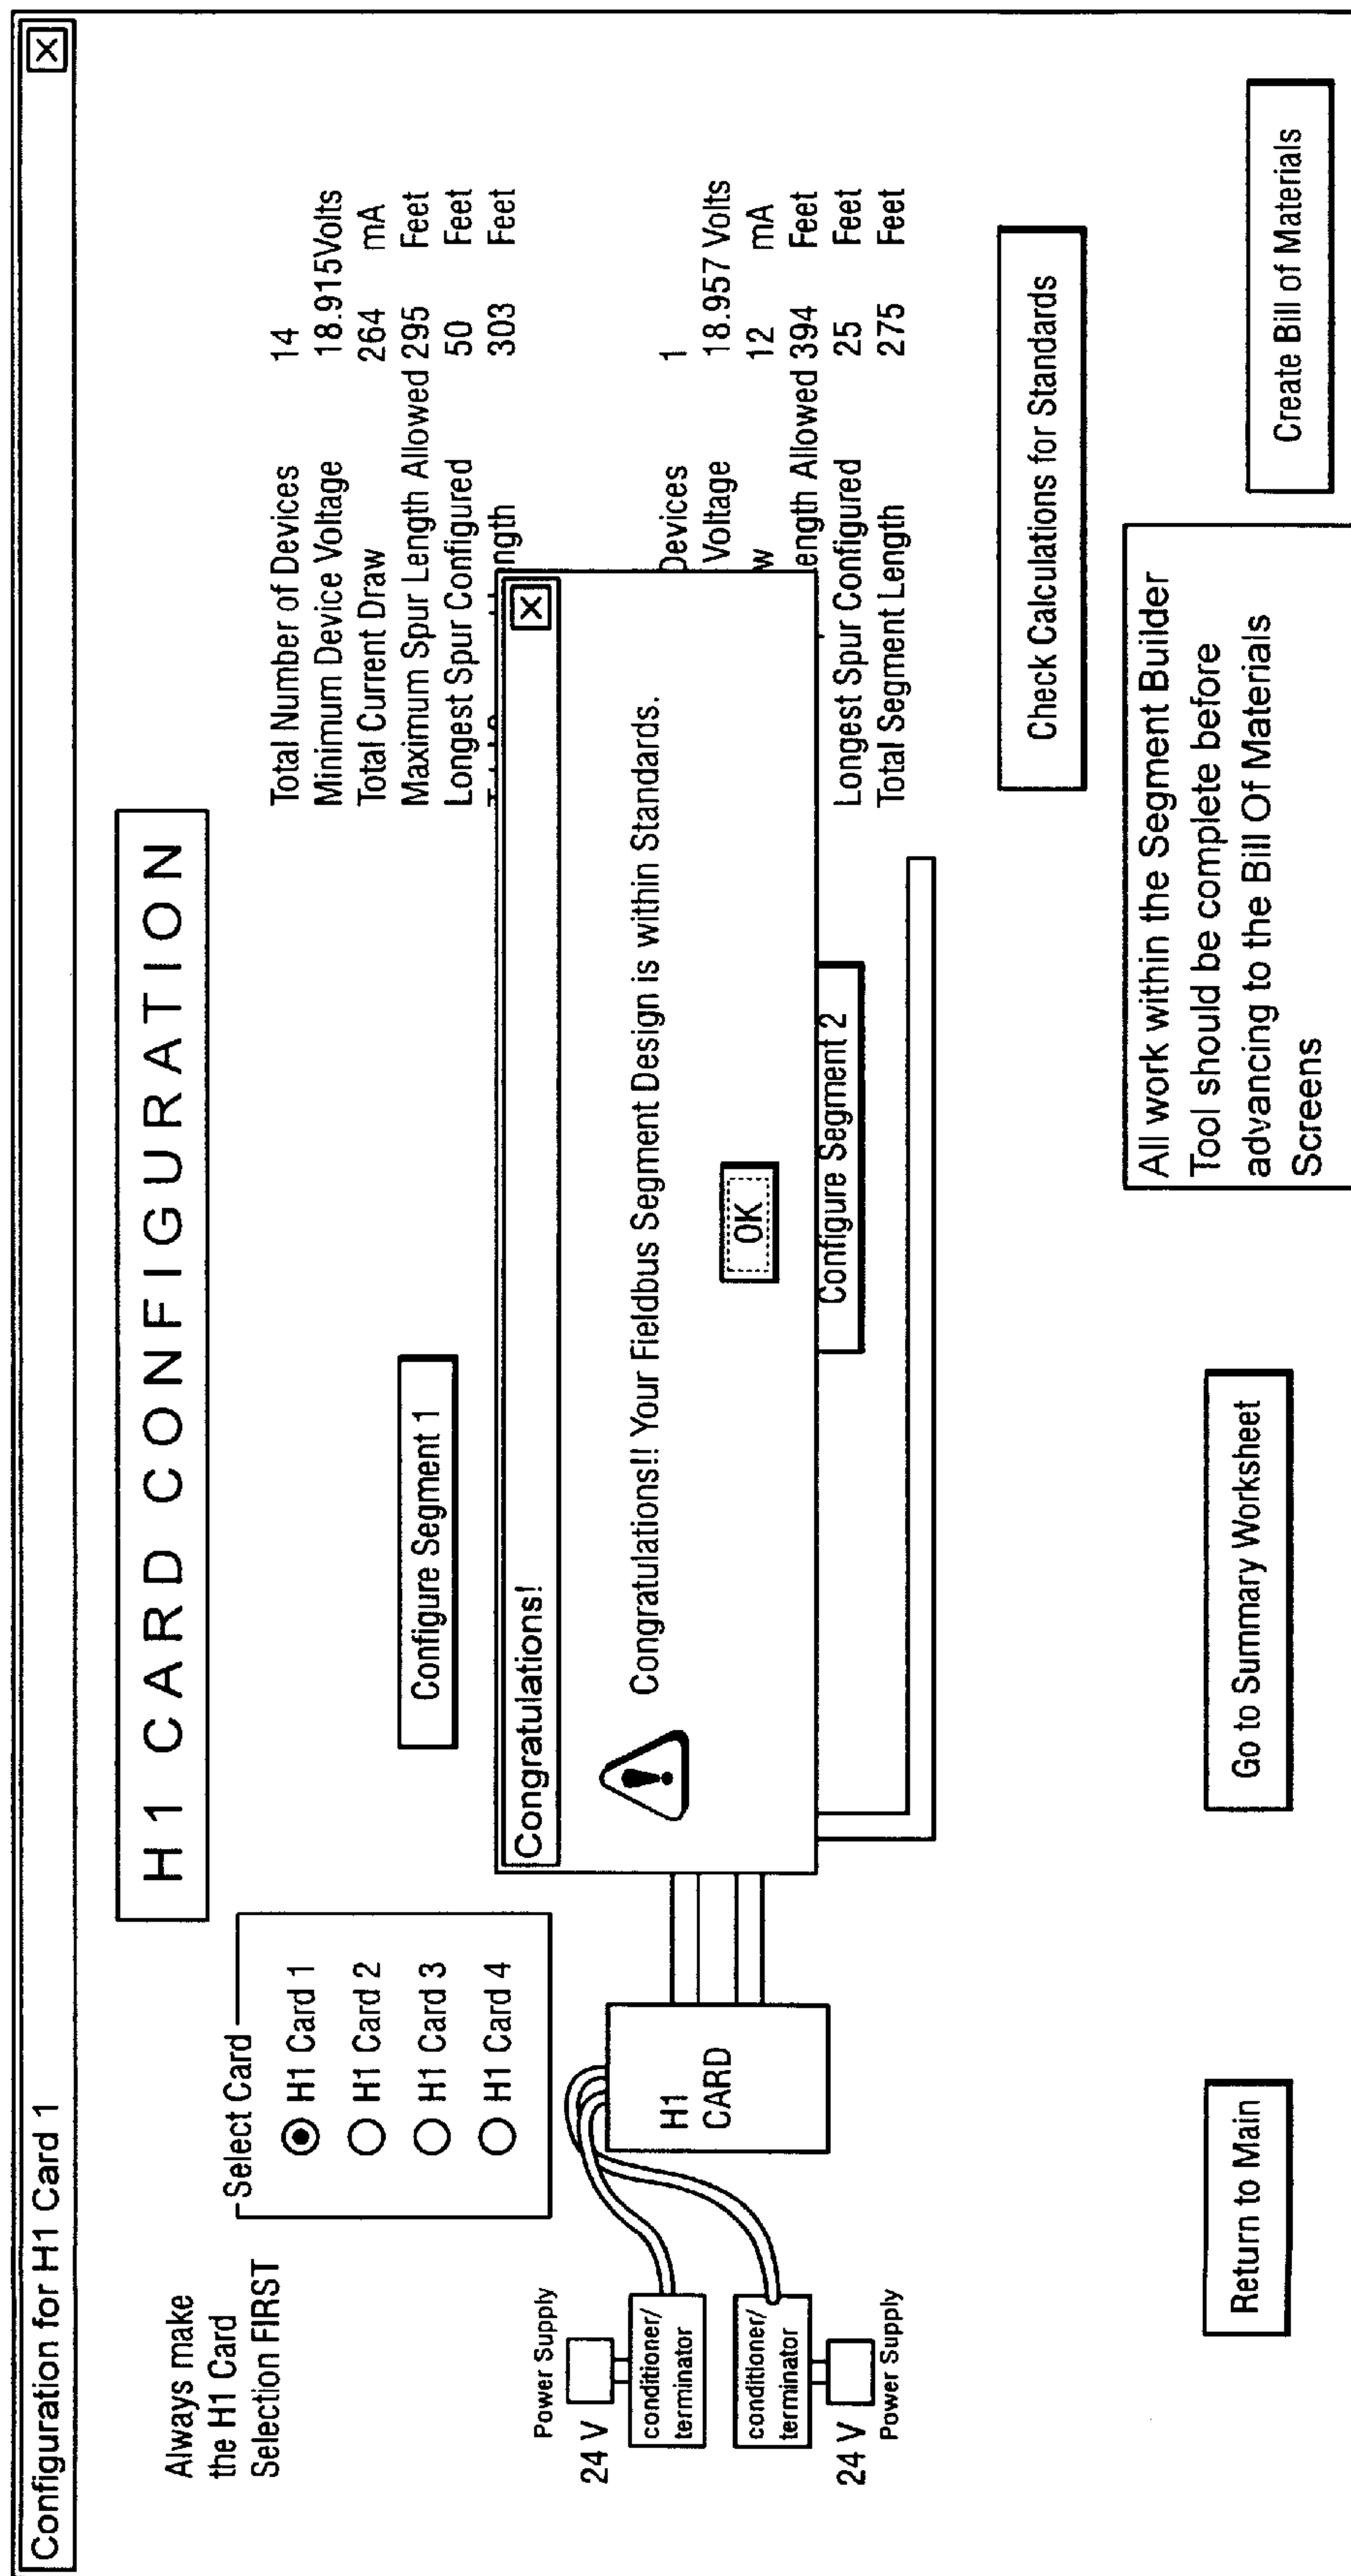 Configuration for H1 Card 1
Always make
the H1 Card
Selection FIRST
H1 CARD CONFIGURATION
Select Card
H1 Card 1
H1 Card 2
H1 Card 3
H1 Card 4
Configure Segment 1
Total Number of Devices 14
Minimum Device Voltage 18.915Volts
Total Current Draw 264 mA
Maximum Spur Length Allowed 295 Feet
Longest Spur Configured 50 Feet
ngth 303 Feet
Power Supply
24 V
conditioner/
terminator
conditioner/
terminator
24 V
Power Supply
H1
CARD
Congratulations!
Congratulations!! Your Fieldbus Segment Design is within Standards.
OK
Devices 1
Voltage 18.957 Volts
w 12 mA
ength Allowed 394 Feet
Longest Spur Configured 25 Feet
Total Segment Length 275 Feet
Configure Segment 2
Check Calculations for Standards
All work within the Segment Builder
Tool should be complete before
advancing to the Bill Of Materials
Screens
Return to Main
Go to Summary Worksheet
Create Bill of Materials